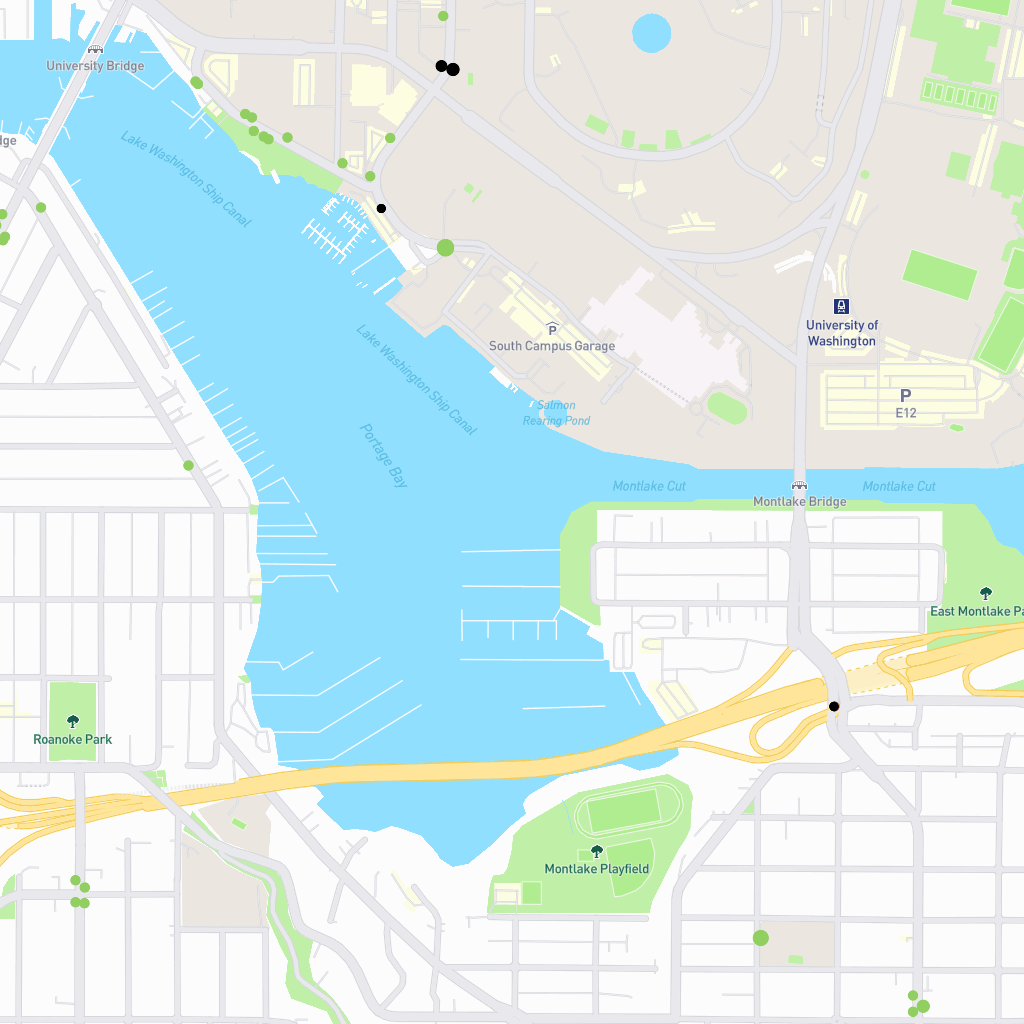 University Bridge
dge
Lake Washington Ship Canal
University of
Washington
Lake Washington Ship Canal
P
South Campus Garage
P
E12
Salmon
Rearing Pond
Portage Bay
Montlake Cut
Montlake Cut
Montlake Bridge
East Montlake Pa
Roanoke Park
Montlake Playfield